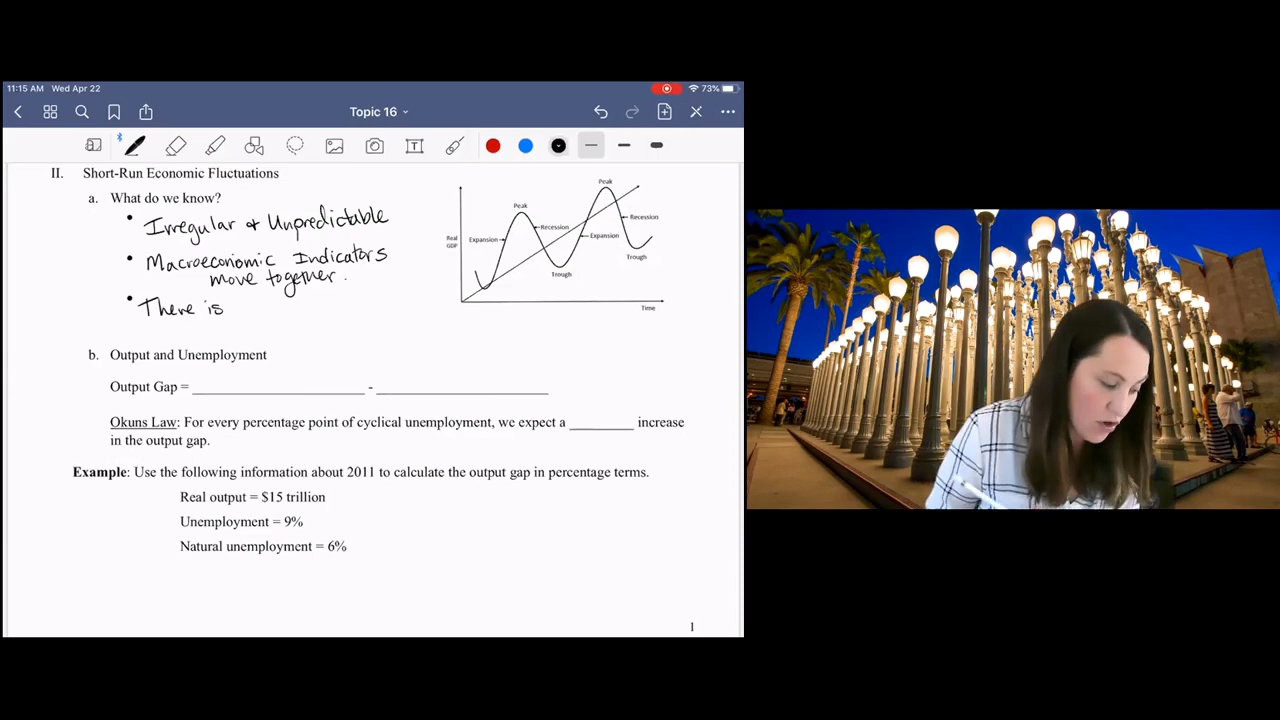 11:15 AM Wed Apr 22
73%
Topic 16
T
II. Short-Run Economic Fluctuations
a. What do we know?
• Irregular + Unpredictable
• Macroeconomic Indicators
move together.
• There is
Real
GDP
Expansion
Peak
Recession
Trough
Expansion
Peak
Recession
Trough
Time
b. Output and Unemployment
Output Gap = ____________________ - ____________________
Okuns Law: For every percentage point of cyclical unemployment, we expect a ________ increase
in the output gap.
Example: Use the following information about 2011 to calculate the output gap in percentage terms.
Real output = $15 trillion
Unemployment = 9%
Natural unemployment = 6%
1